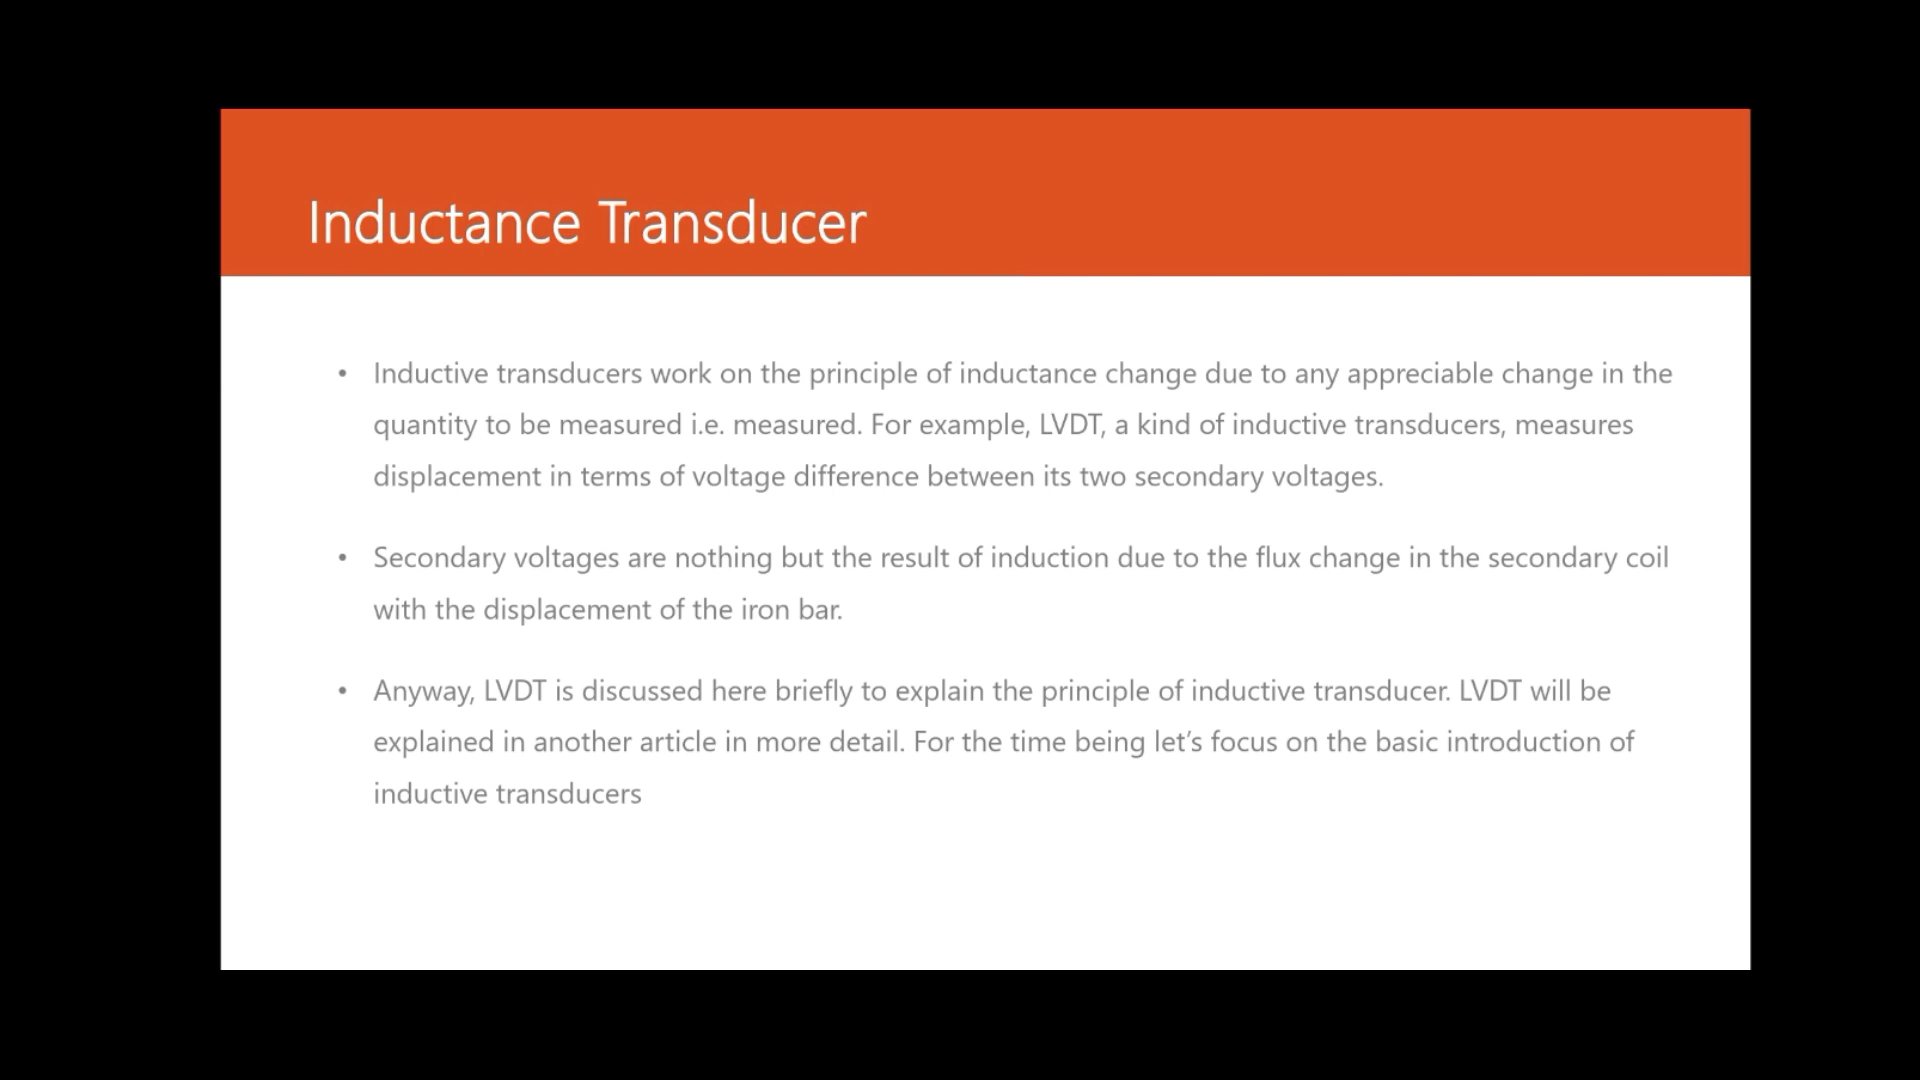 Inductance Transducer
• Inductive transducers work on the principle of inductance change due to any appreciable change in the
quantity to be measured i.e. measured. For example, LVDT, a kind of inductive transducers, measures
displacement in terms of voltage difference between its two secondary voltages.
• Secondary voltages are nothing but the result of induction due to the flux change in the secondary coil
with the displacement of the iron bar.
• Anyway, LVDT is discussed here briefly to explain the principle of inductive transducer. LVDT will be
explained in another article in more detail. For the time being let’s focus on the basic introduction of
inductive transducers